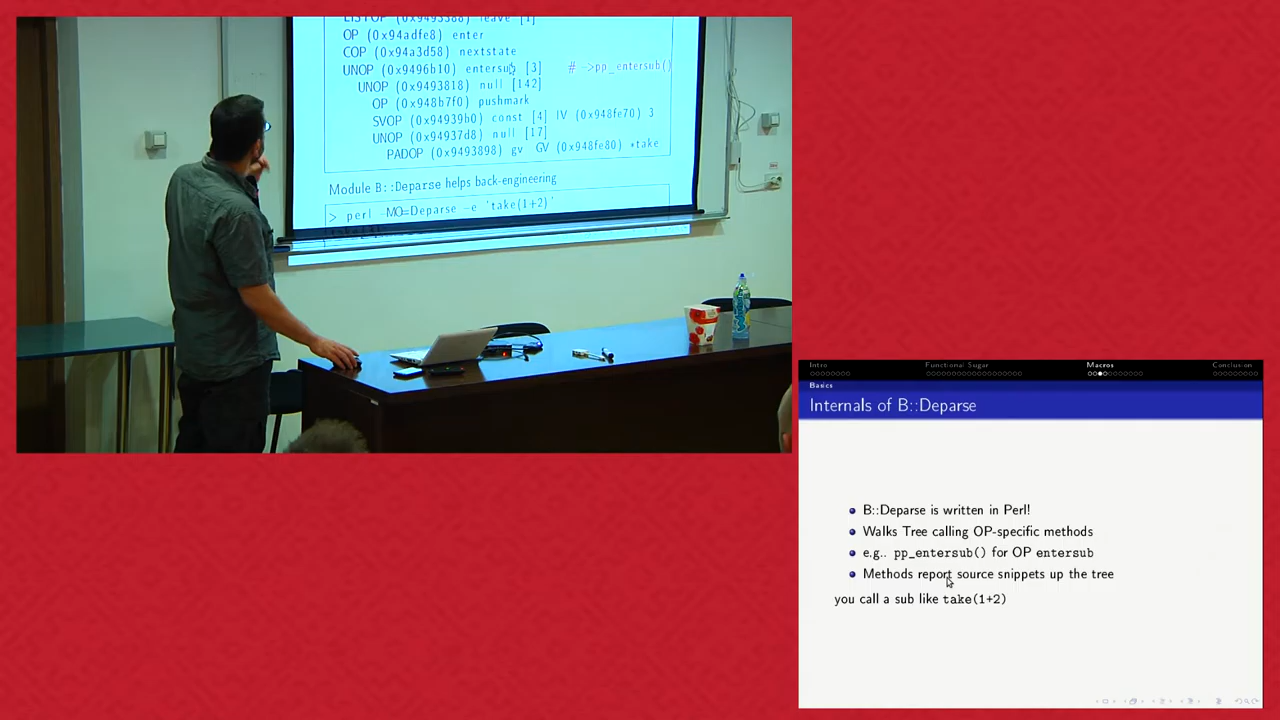 LISTOP (0x9493388) leave [1]
OP (0x94adfe8) enter
COP (0x94a3d58) nextstate
UNOP (0x9496b10) entersub [3] # ->pp_entersub()
UNOP (0x9493818) null [142]
OP (0x948b7f0) pushmark
SVOP (0x94939b0) const [4] IV (0x948fe70) 3
UNOP (0x94937d8) null [17]
PADOP (0x9493898) gv GV (0x948fe80) *take
Module B::Deparse helps back-engineering
> perl -MO=Deparse -e 'take(1+2)'
Intro Functional Sugar Macros Conclusion
Basics
Internals of B::Deparse
B::Deparse is written in Perl!
Walks Tree calling OP-specific methods
e.g.. pp_entersub() for OP entersub
Methods report source snippets up the tree
you call a sub like take(1+2)